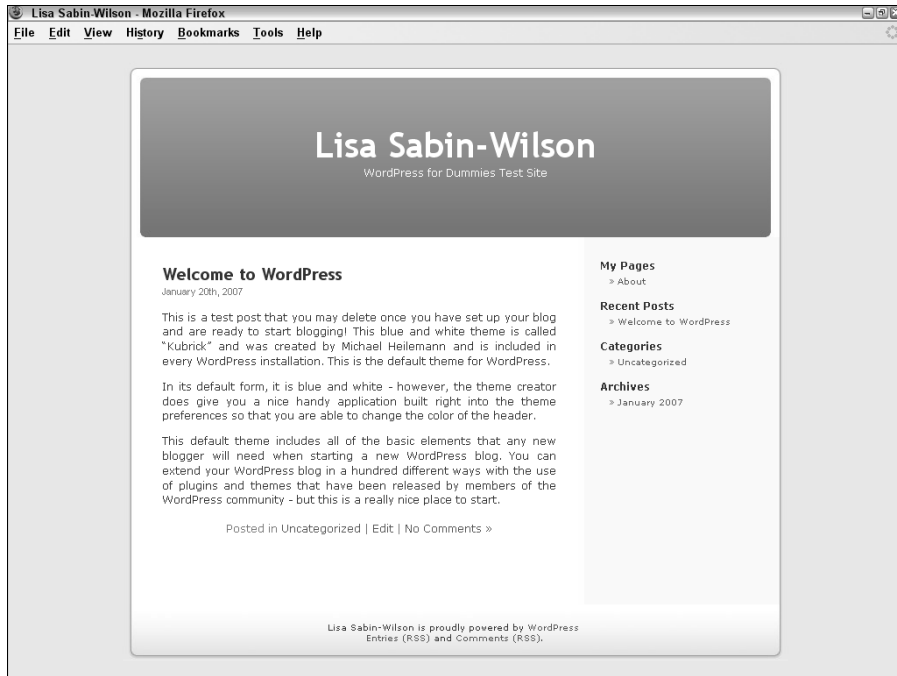 Lisa Sabin-Wilson - Mozilla Firefox
File Edit View History Bookmarks Tools Help
Lisa Sabin-Wilson
WordPress for Dummies Test Site
Welcome to WordPress
January 20th, 2007
This is a test post that you may delete once you have set up your blog
and are ready to start blogging! This blue and white theme is called
“Kubrick” and was created by Michael Heilemann and is included in
every WordPress installation. This is the default theme for WordPress.
In its default form, it is blue and white - however, the theme creator
does give you a nice handy application built right into the theme
preferences so that you are able to change the color of the header.
This default theme includes all of the basic elements that any new
blogger will need when starting a new WordPress blog. You can
extend your WordPress blog in a hundred different ways with the use
of plugins and themes that have been released by members of the
WordPress community - but this is a really nice place to start.
Posted in Uncategorized | Edit | No Comments »
My Pages
» About
Recent Posts
» Welcome to WordPress
Categories
» Uncategorized
Archives
» January 2007
Lisa Sabin-Wilson is proudly powered by WordPress
Entries (RSS) and Comments (RSS).